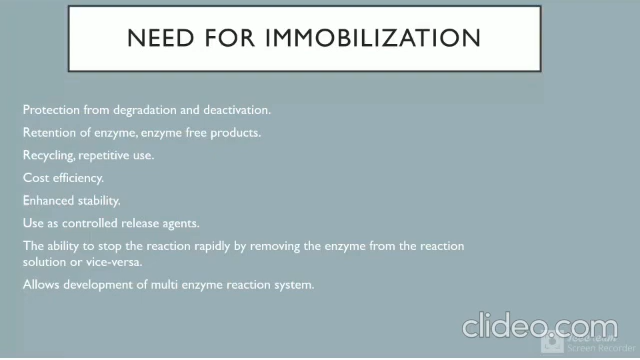 NEED FOR IMMOBILIZATION
Protection from degradation and deactivation.
Retention of enzyme, enzyme free products.
Recycling, repetitive use.
Cost efficiency.
Enhanced stability.
Use as controlled release agents.
The ability to stop the reaction rapidly by removing the enzyme from the reaction
solution or vice-versa.
Allows development of multi enzyme reaction system.
clideo.com
Screen Recorder